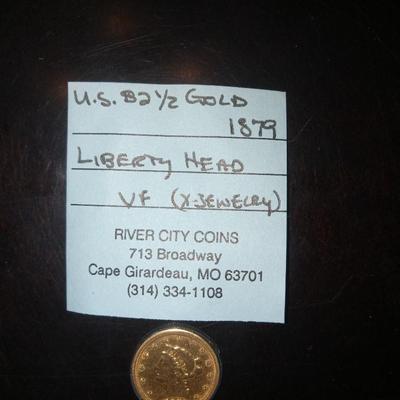 U.S. $2 1/2 GOLD
1879
LIBERTY HEAD
VF (X-JEWELRY)
RIVER CITY COINS
713 Broadway
Cape Girardeau, MO 63701
(314) 334-1108